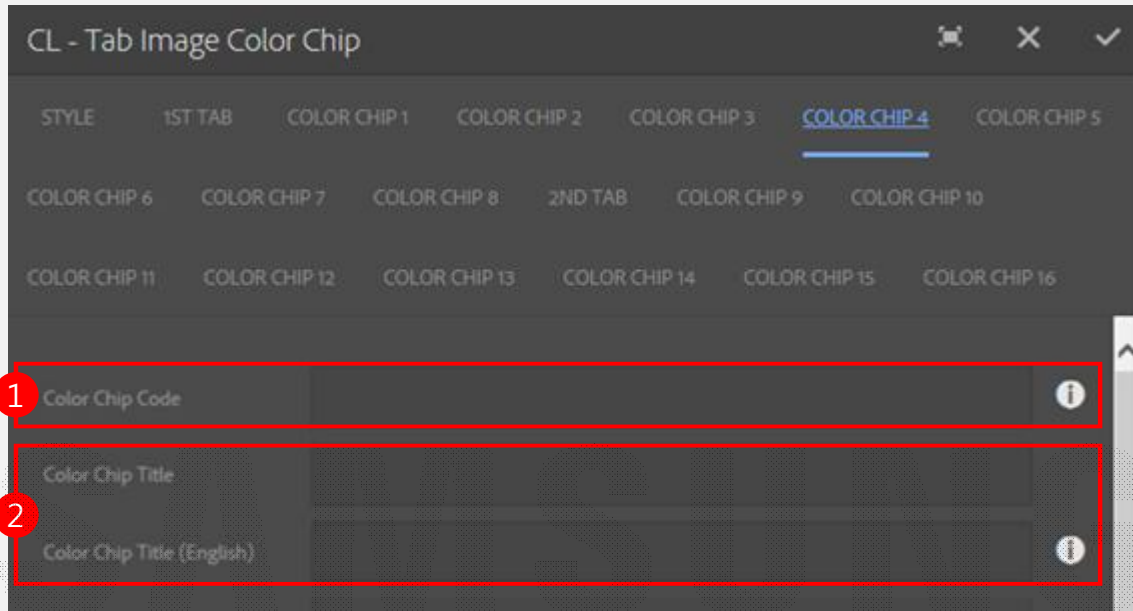 CL - Tab Image Color Chip
STYLE 1ST TAB COLOR CHIP 1 COLOR CHIP 2 COLOR CHIP 3 COLOR CHIP 4 COLOR CHIP 5
COLOR CHIP 6 COLOR CHIP 7 COLOR CHIP 8 2ND TAB COLOR CHIP 9 COLOR CHIP 10
COLOR CHIP 11 COLOR CHIP 12 COLOR CHIP 13 COLOR CHIP 14 COLOR CHIP 15 COLOR CHIP 16
1 Color Chip Code
Color Chip Title
2
Color Chip Title (English)
SAMSUNG